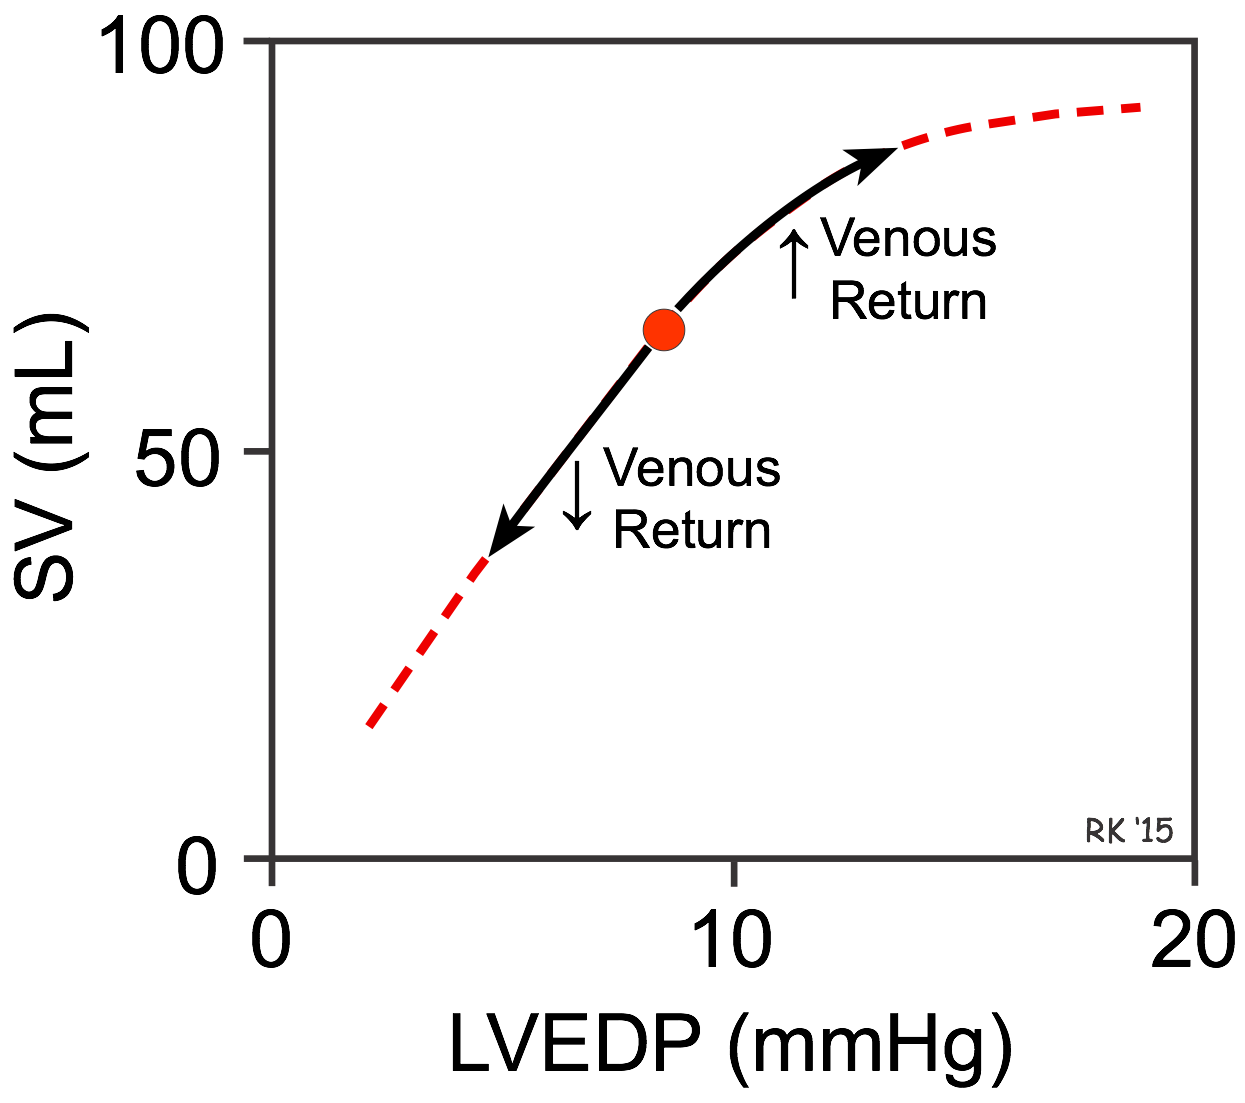 100
↑ Venous
Return
SV (mL)
50
↓ Venous
Return
RK '15
0
0 10 20
LVEDP (mmHg)